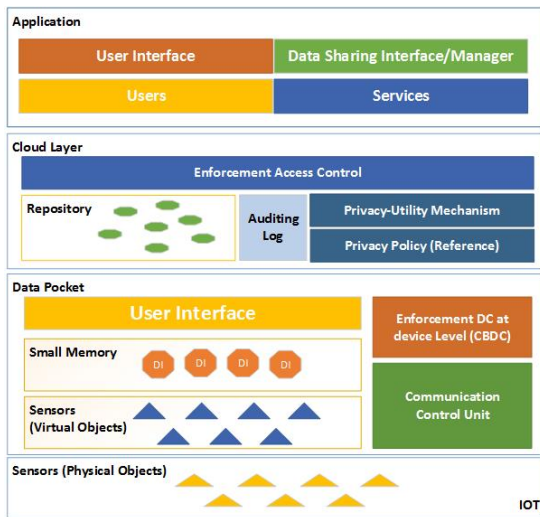 Application
User Interface
Data Sharing Interface/Manager
Users
Services
Cloud Layer
Enforcement Access Control
Repository
Auditing
Log
Privacy-Utility Mechanism
Privacy Policy (Reference)
Data Pocket
User Interface
Enforcement DC at
device Level (CBDC)
Small Memory
DI
DI
DI
DI
Sensors
(Virtual Objects)
Communication
Control Unit
Sensors (Physical Objects)
IOT